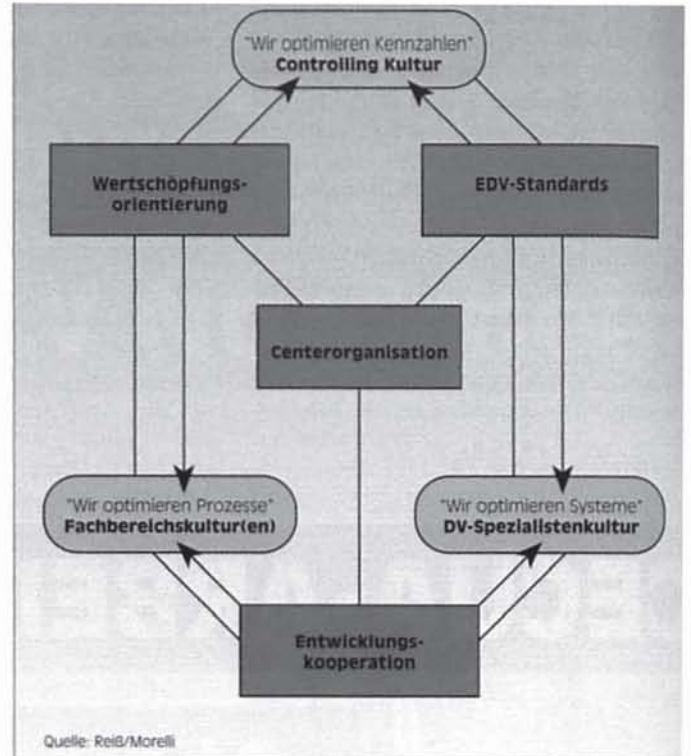 "Wir optimieren Kennzahlen"
Controlling Kultur
Wertschöpfungs-
orientierung
EDV-Standards
Centerorganisation
"Wir optimieren Prozesse"
Fachbereichskultur(en)
"Wir optimieren Systeme"
DV-Spezialistenkultur
Entwicklungs-
kooperation
Quelle: Reiß/Morelli